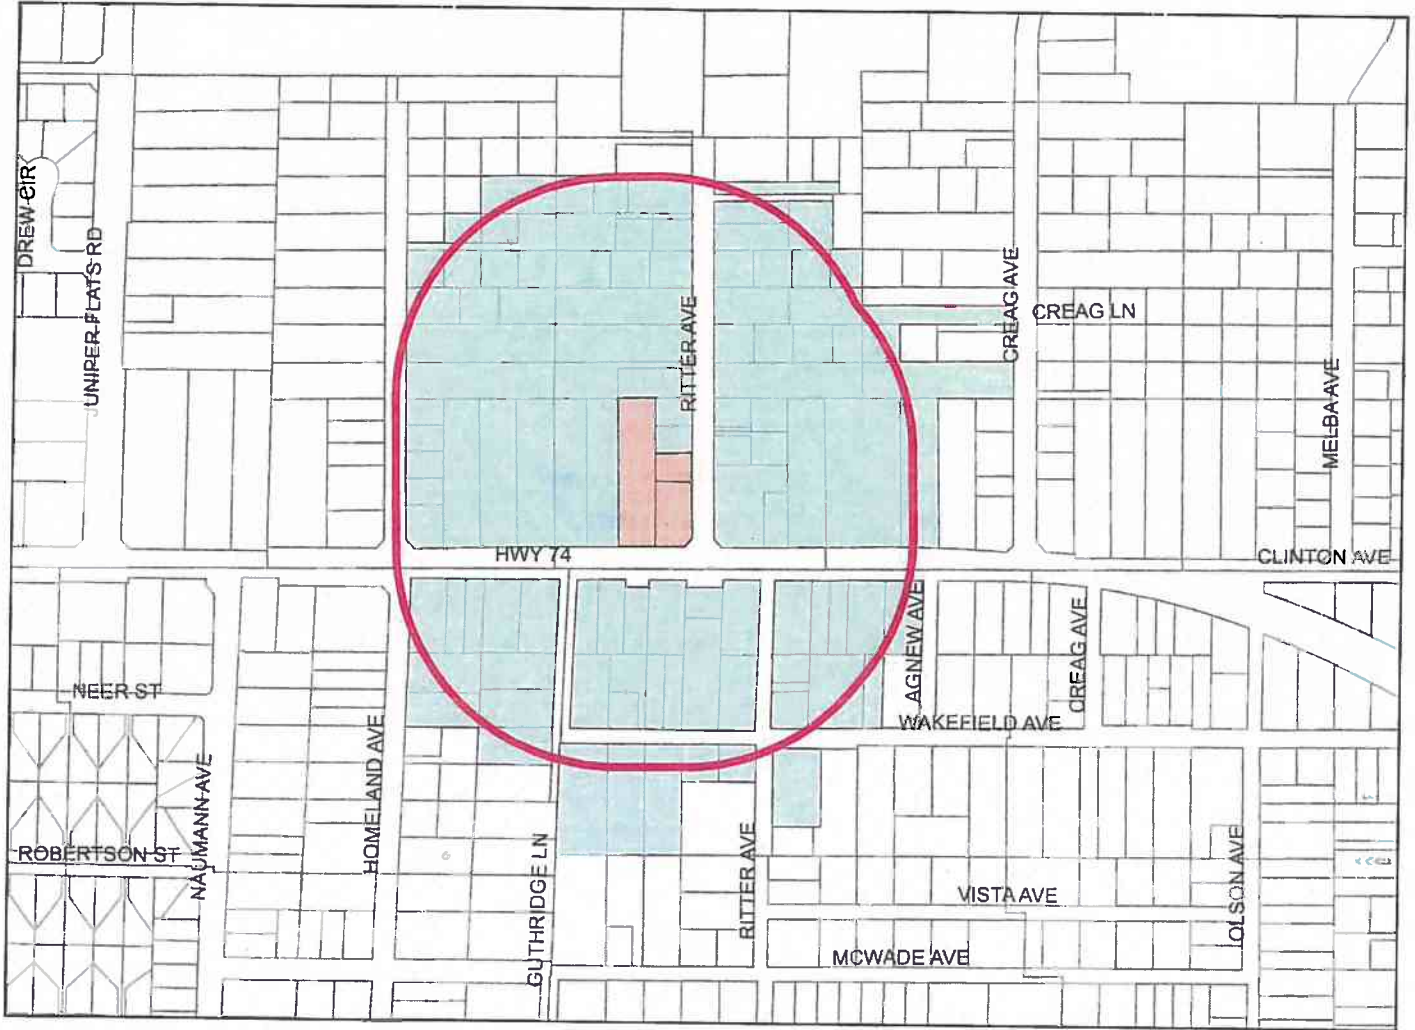 DREW CIR
JUNIPER FLATS RD
RITTER AVE
CREAG AVE
CREAG LN
MELBA AVE
HWY 74
CLINTON AVE
AGNEW AVE
CREAG AVE
NEER ST
WAKEFIELD AVE
NAUMANN AVE
HOMELAND AVE
ROBERTSON ST
GUTHRIDGE LN
RITTER AVE
VISTA AVE
OLSON AVE
MCWADE AVE